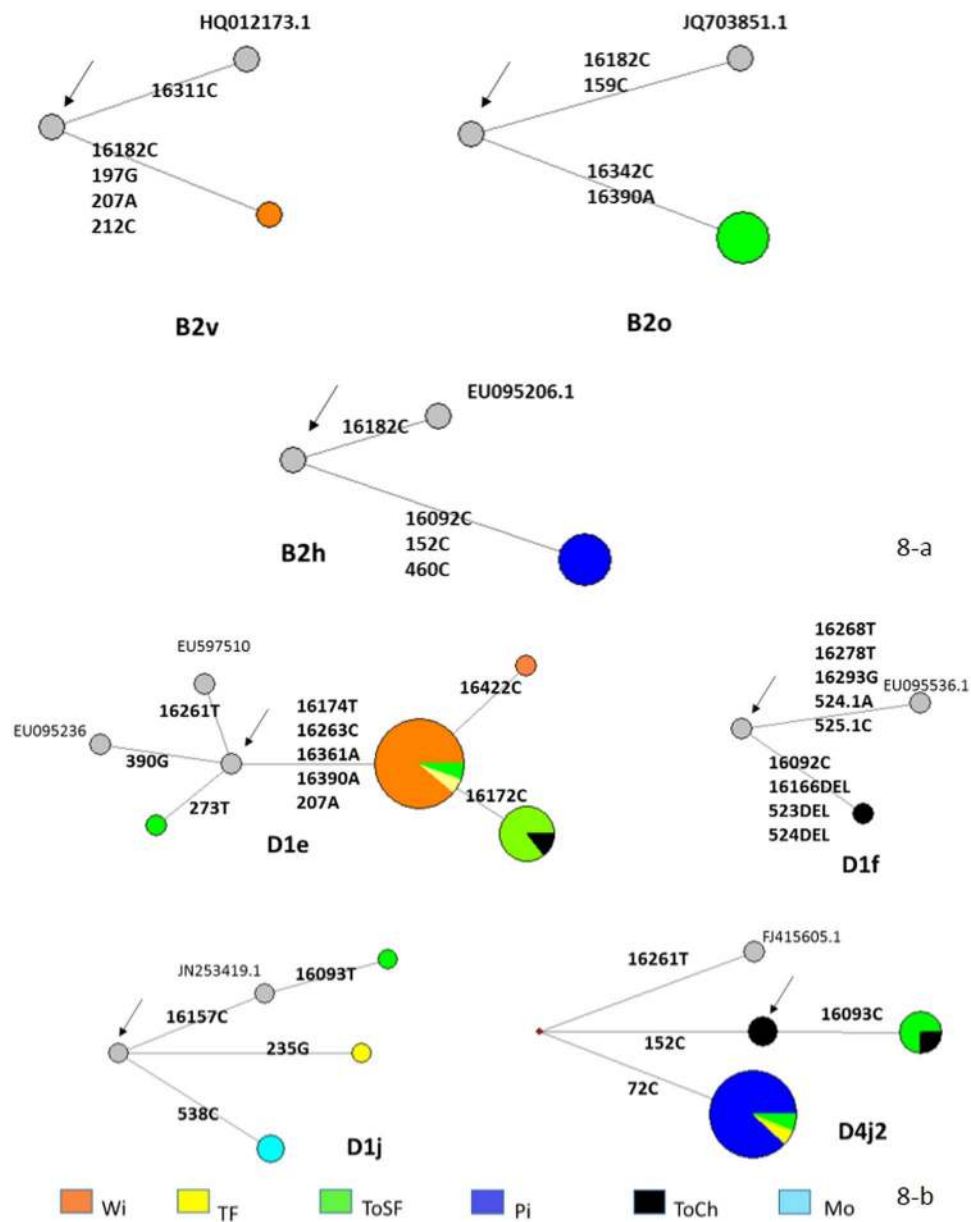 HQ012173.1
16311C
16182C
197G
207A
212C
B2v
JQ703851.1
16182C
159C
16342C
16390A
B2o
EU095206.1
16182C
16092C
152C
460C
B2h
8-a
EU597510
16261T
EU095236
390G
273T
16174T
16263C
16361A
16390A
207A
16422C
16172C
D1e
16268T
16278T
16293G
524.1A
525.1C
EU095536.1
16092C
16166DEL
523DEL
524DEL
D1f
JN253419.1
16093T
16157C
235G
538C
D1j
FJ415605.1
16261T
16093C
152C
72C
D4j2
Wi
TF
ToSF
Pi
ToCh
Mo
8-b